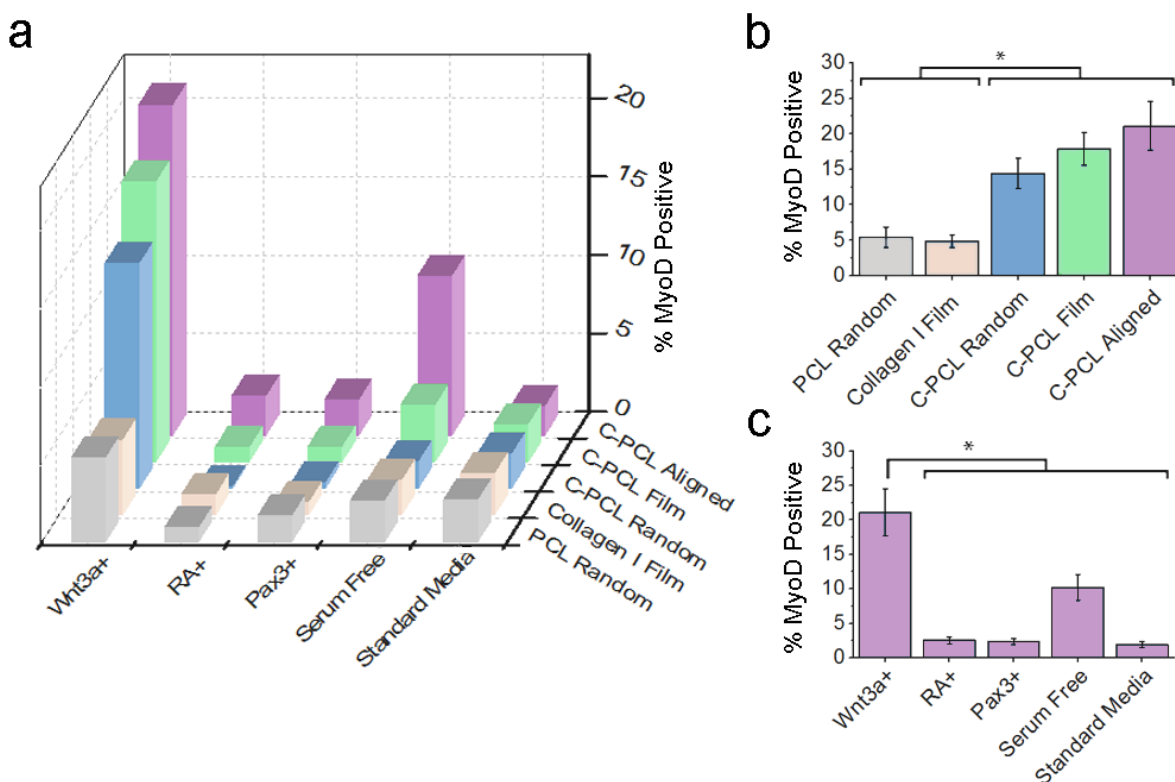 a
20
15
10
5
0
% MyoD Positive
C-PCL Aligned
C-PCL Film
C-PCL Random
Collagen I Film
PCL Random
Wnt3a+
RA+
Pax3+
Serum Free
Standard Media
b
30
25
20
15
10
5
0
% MyoD Positive
*
PCL Random
Collagen I Film
C-PCL Random
C-PCL Film
C-PCL Aligned
c
30
25
20
15
10
5
0
% MyoD Positive
*
Wnt3a+
RA+
Pax3+
Serum Free
Standard Media